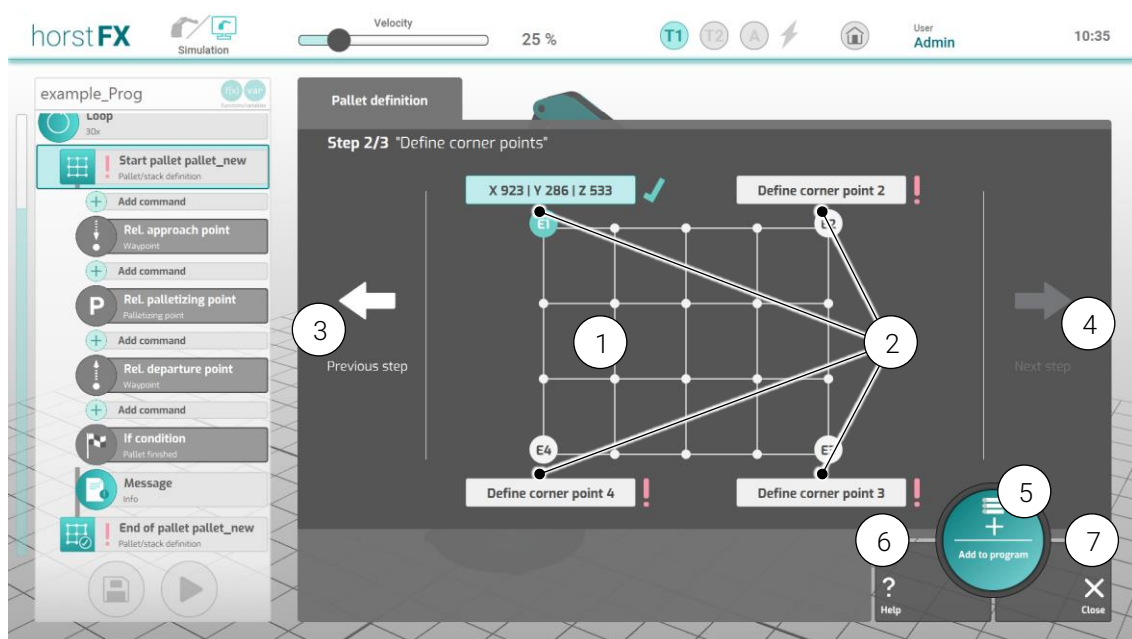 horstFX
Simulation
Velocity
25 %
T1 T2 A
User
Admin
10:35
example_Prog
f(x) var
Loop
30x
Start pallet pallet_new
Pallet/stack definition
Add command
Rel. approach point
Waypoint
Add command
P
Rel. palletizing point
Palletizing point
Add command
Rel. departure point
Waypoint
Add command
If condition
Pallet finished
Message
Info
End of pallet pallet_new
Pallet/stack definition
Pallet definition
Step 2/3 "Define corner points"
X 923 | Y 286 | Z 533
Define corner point 2
E1
E2
3
1
2
4
Previous step
Next step
E4
E3
Define corner point 4
Define corner point 3
5
6
Add to program
7
?
Help
Close